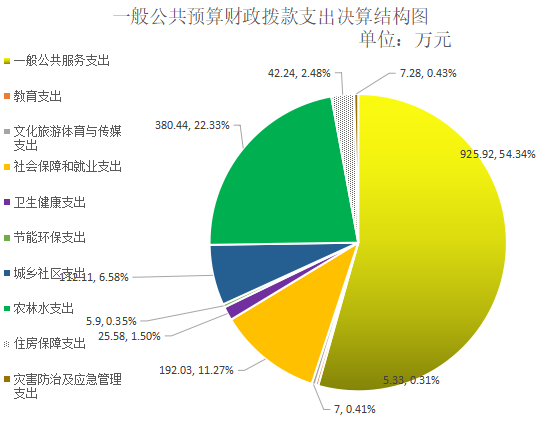 一般公共预算财政拨款支出决算结构图
单位：万元
一般公共服务支出
教育支出
文化旅游体育与传媒
支出
社会保障和就业支出
卫生健康支出
节能环保支出
城乡社区支出
农林水支出
住房保障支出
灾害防治及应急管理
支出
42.24, 2.48%
7.28, 0.43%
380.44, 22.33%
925.92, 54.34%
112.11, 6.58%
5.9, 0.35%
25.58, 1.50%
192.03, 11.27%
5.33, 0.31%
7, 0.41%